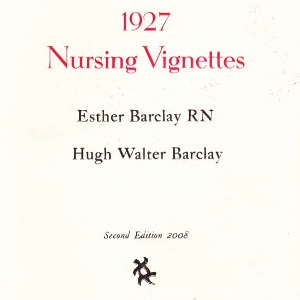 1927
Nursing Vignettes
Esther Barclay RN
Hugh Walter Barclay
Second Edition 2008